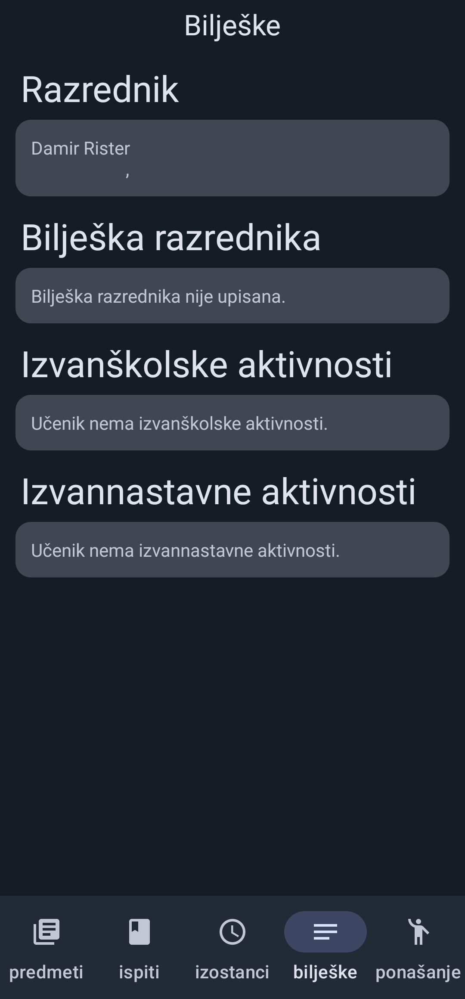 Bilješke
Razrednik
Damir Rister
,
Bilješka razrednika
Bilješka razrednika nije upisana.
Izvanškolske aktivnosti
Učenik nema izvanškolske aktivnosti.
Izvannastavne aktivnosti
Učenik nema izvannastavne aktivnosti.
predmeti ispiti izostanci bilješke ponašanje